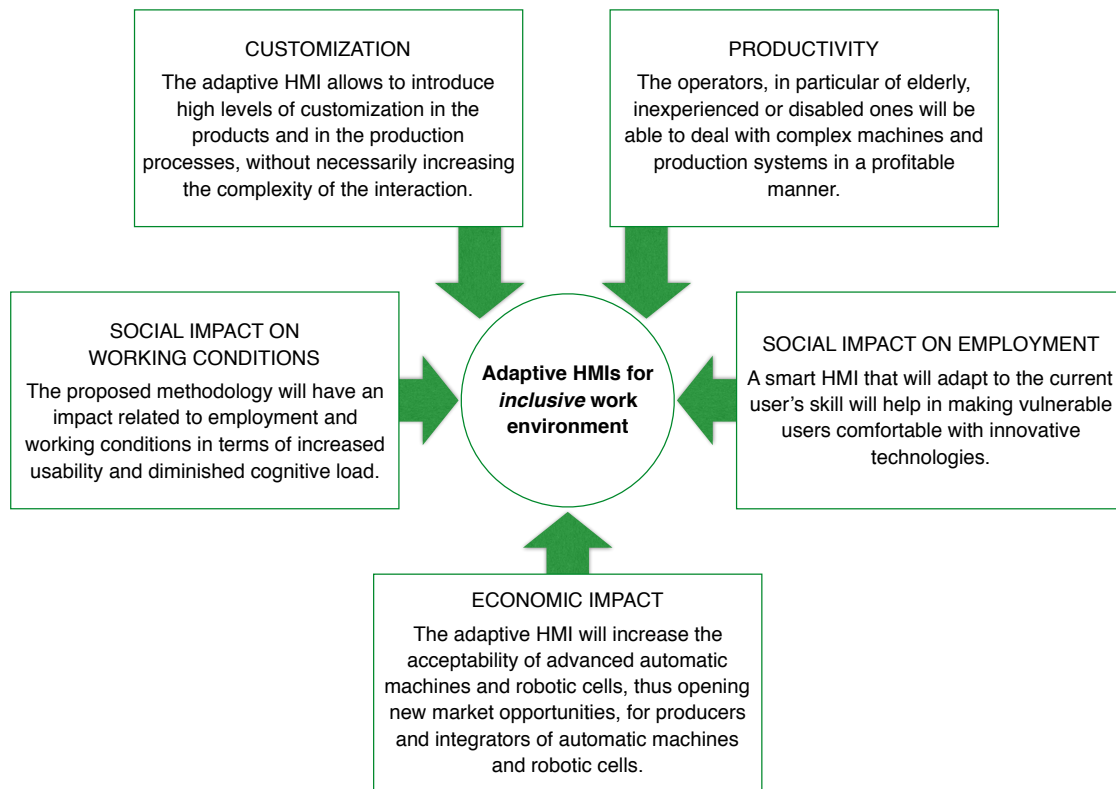 CUSTOMIZATION
The adaptive HMI allows to introduce
high levels of customization in the
products and in the production
processes, without necessarily increasing
the complexity of the interaction.
PRODUCTIVITY
The operators, in particular of elderly,
inexperienced or disabled ones will be
able to deal with complex machines and
production systems in a profitable
manner.
SOCIAL IMPACT ON
WORKING CONDITIONS
The proposed methodology will have an
impact related to employment and
working conditions in terms of increased
usability and diminished cognitive load.
Adaptive HMIs for
inclusive work
environment
SOCIAL IMPACT ON EMPLOYMENT
A smart HMI that will adapt to the current
user's skill will help in making vulnerable
users comfortable with innovative
technologies.
ECONOMIC IMPACT
The adaptive HMI will increase the
acceptability of advanced automatic
machines and robotic cells, thus opening
new market opportunities, for producers
and integrators of automatic machines
and robotic cells.